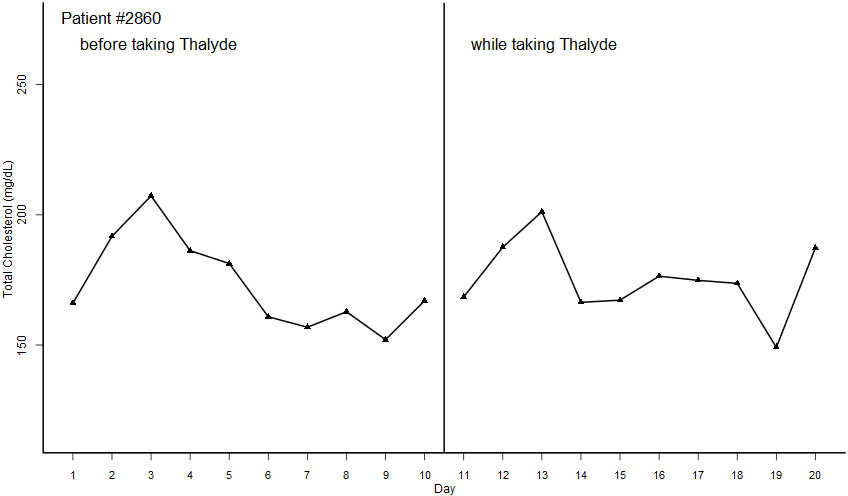 Patient #2860
before taking Thalyde
while taking Thalyde
Total Cholesterol (mg/dL)
250
200
150
1 2 3 4 5 6 7 8 9 10 11 12 13 14 15 16 17 18 19 20
Day